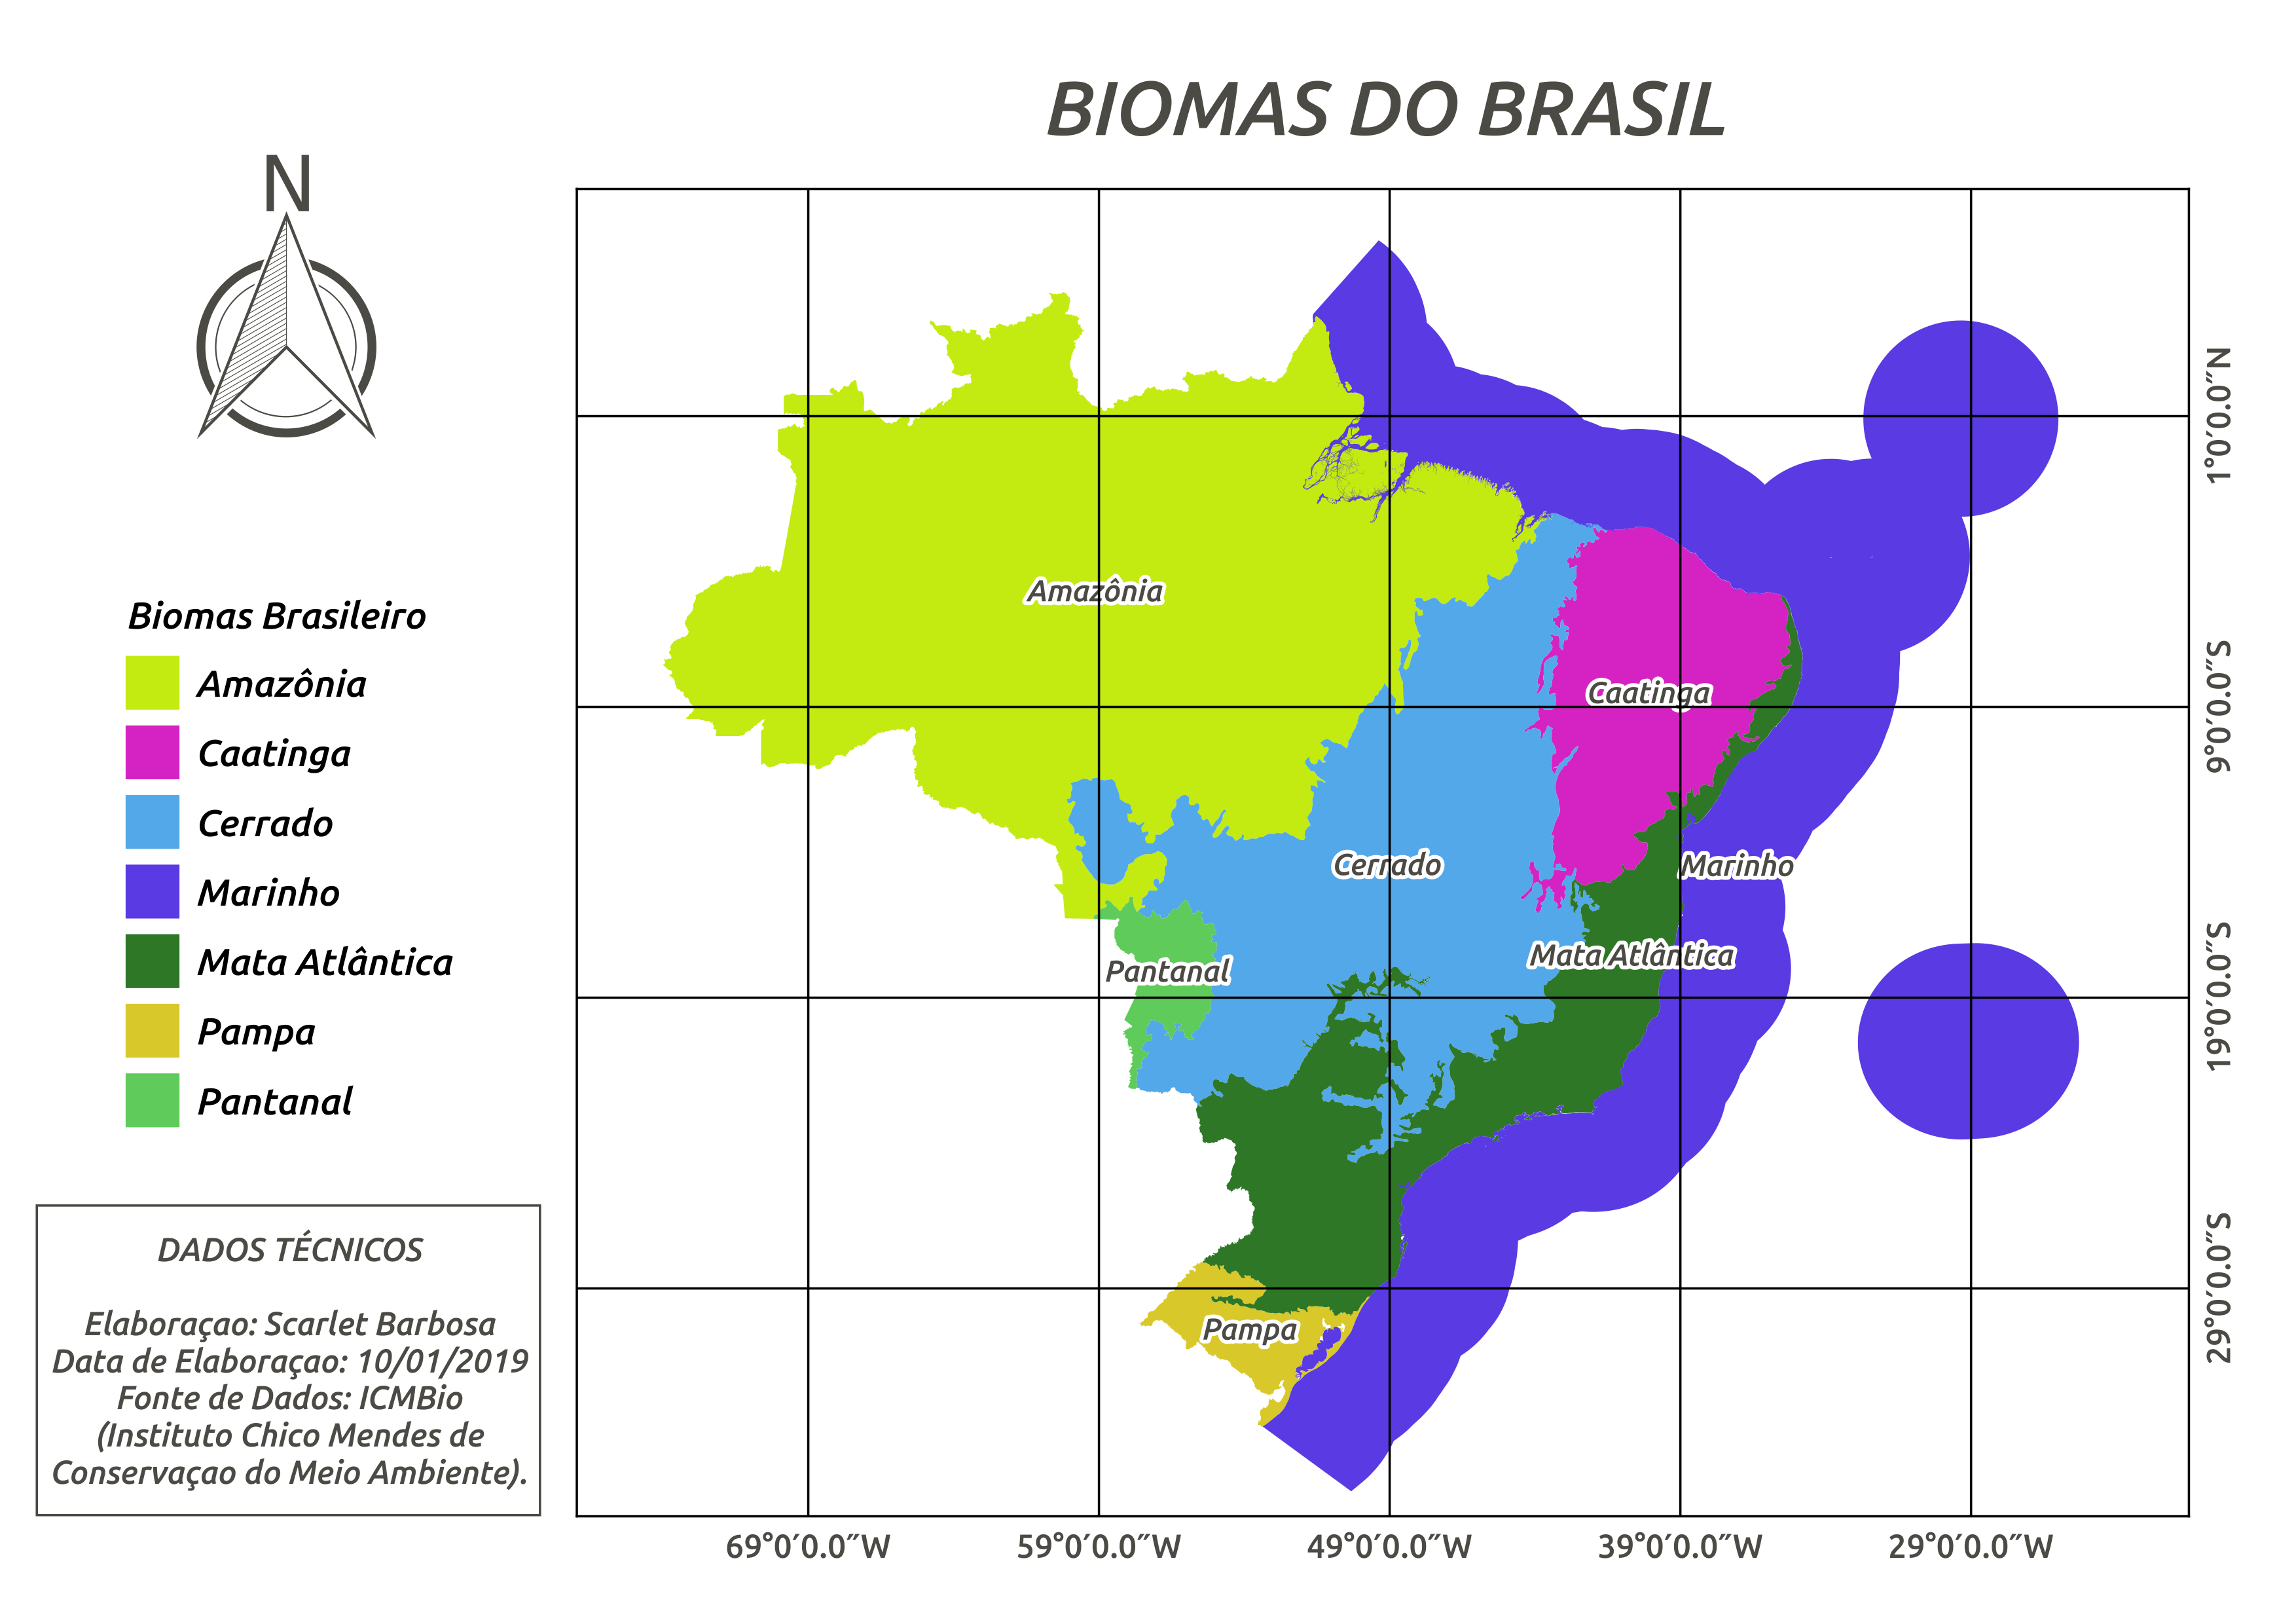 BIOMAS DO BRASIL
N
Biomas Brasileiro
Amazônia
Caatinga
Cerrado
Marinho
Mata Atlântica
Pampa
Pantanal
DADOS TÉCNICOS
Elaboraçao: Scarlet Barbosa
Data de Elaboraçao: 10/01/2019
Fonte de Dados: ICMBio
(Instituto Chico Mendes de
Conservaçao do Meio Ambiente).
Amazônia
Caatinga
Cerrado
Marinho
Mata Atlântica
Pantanal
Pampa
1°0′0.0″N
9°0′0.0″S
19°0′0.0″S
29°0′0.0″S
69°0′0.0″W
59°0′0.0″W
49°0′0.0″W
39°0′0.0″W
29°0′0.0″W